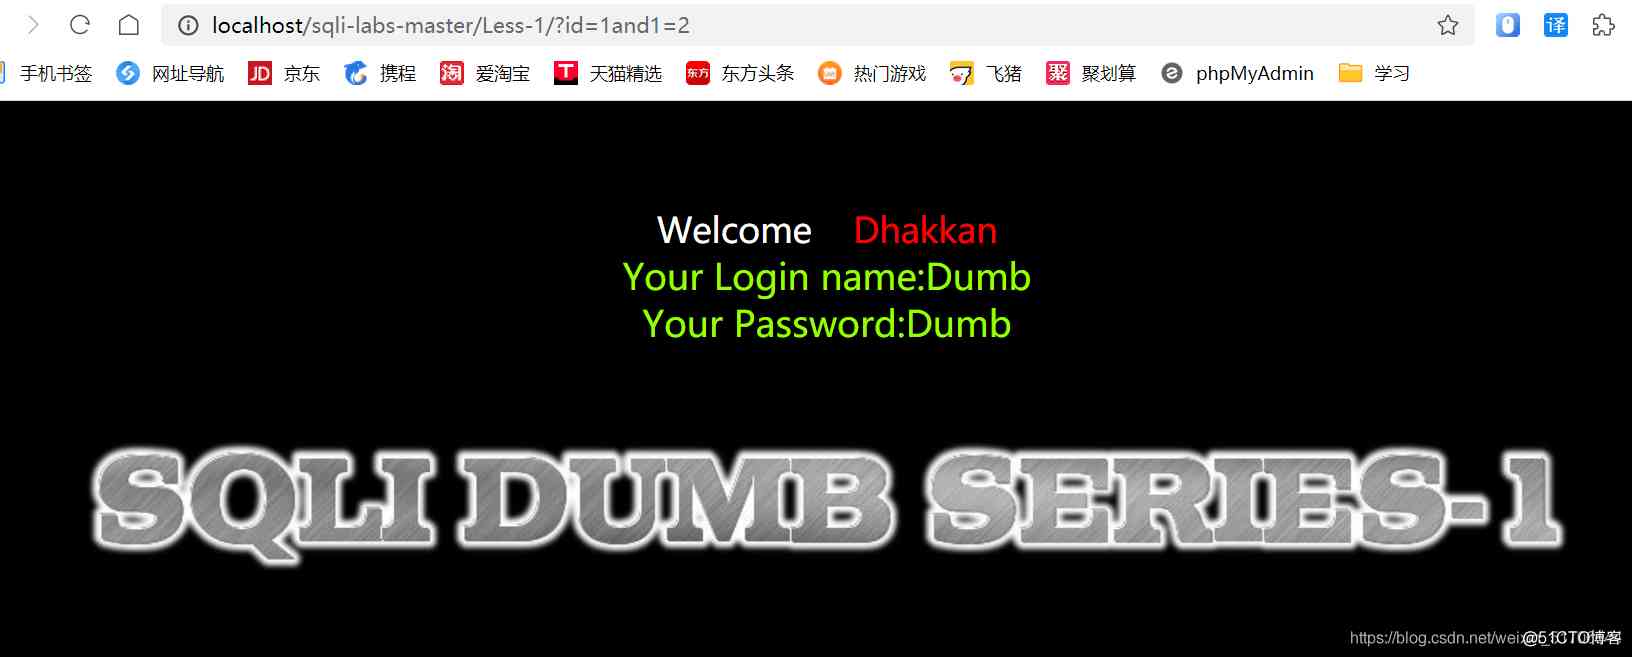 localhost/sqli-labs-master/Less-1/?id=1and1=2
译
手机书签 网址导航 JD 京东 携程 淘 爱淘宝 T 天猫精选 东方 东方头条 热门游戏 飞猪 聚 聚划算 phpMyAdmin 学习
Welcome Dhakkan
Your Login name:Dumb
Your Password:Dumb
SQLI DUMB SERIES-1
https://blog.csdn.net/weixin_ @51CTO博客